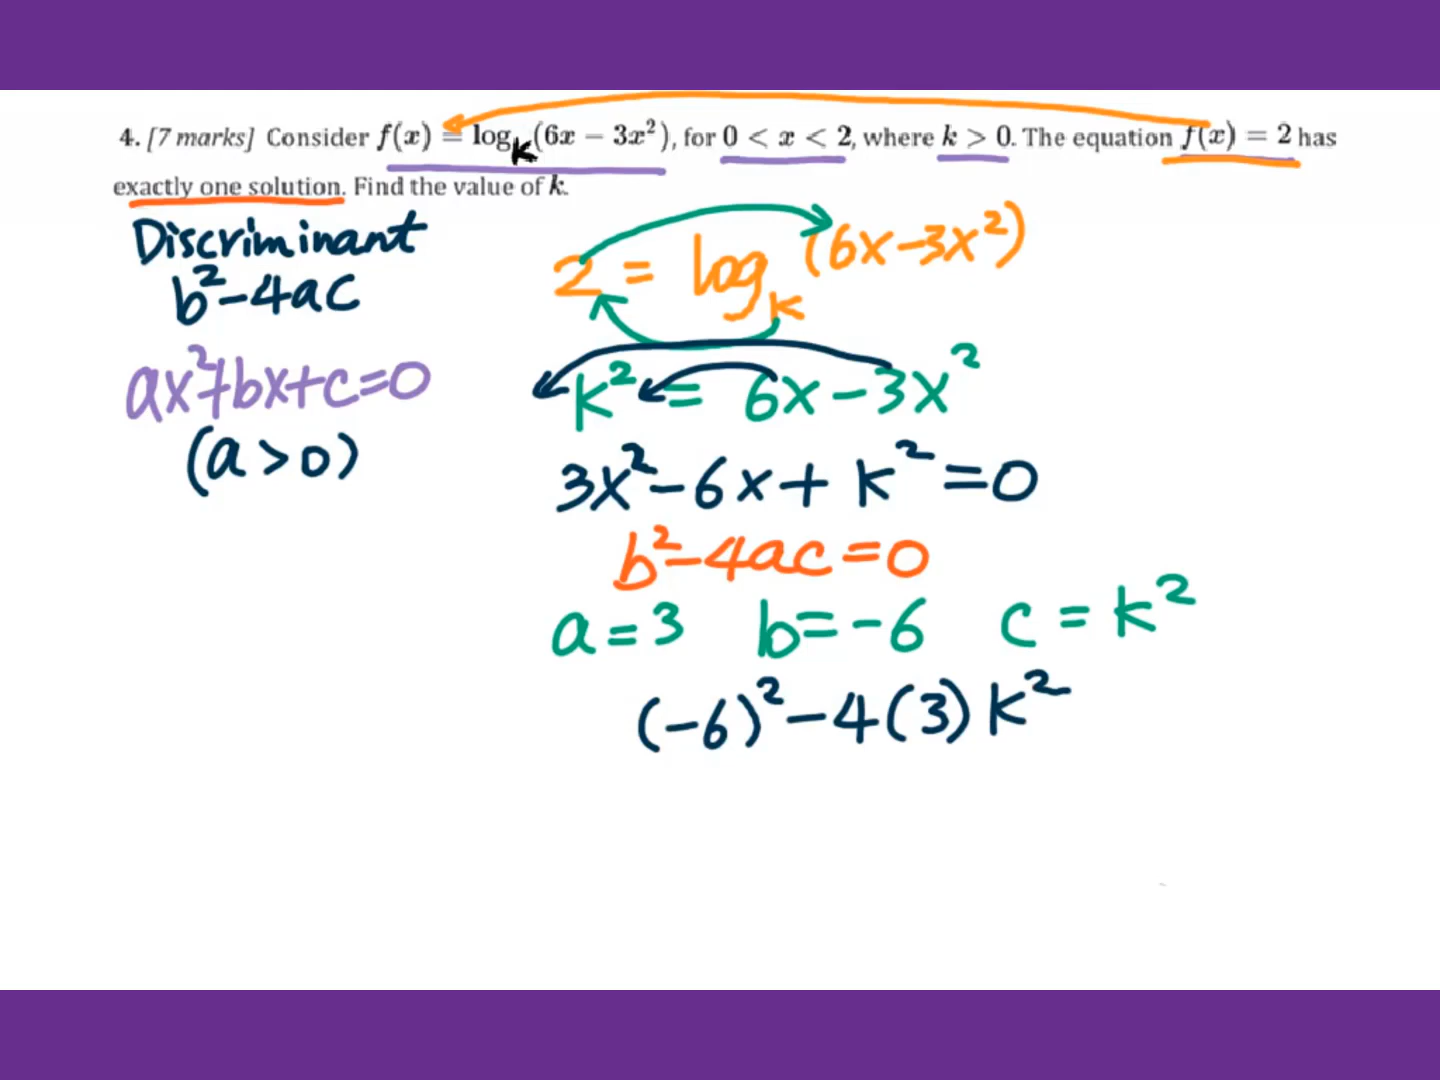 4. [7 marks] Consider f(x) = log_k(6x − 3x²), for 0 < x < 2, where k > 0. The equation f(x) = 2 has
exactly one solution. Find the value of k.
Discriminant
b²-4ac
ax²+bx+c=0
(a>0)
2 = log_k (6x-3x²)
k² = 6x-3x²
3x²-6x+k²=0
b²-4ac=0
a=3 b=-6 c=k²
(-6)²-4(3)k²